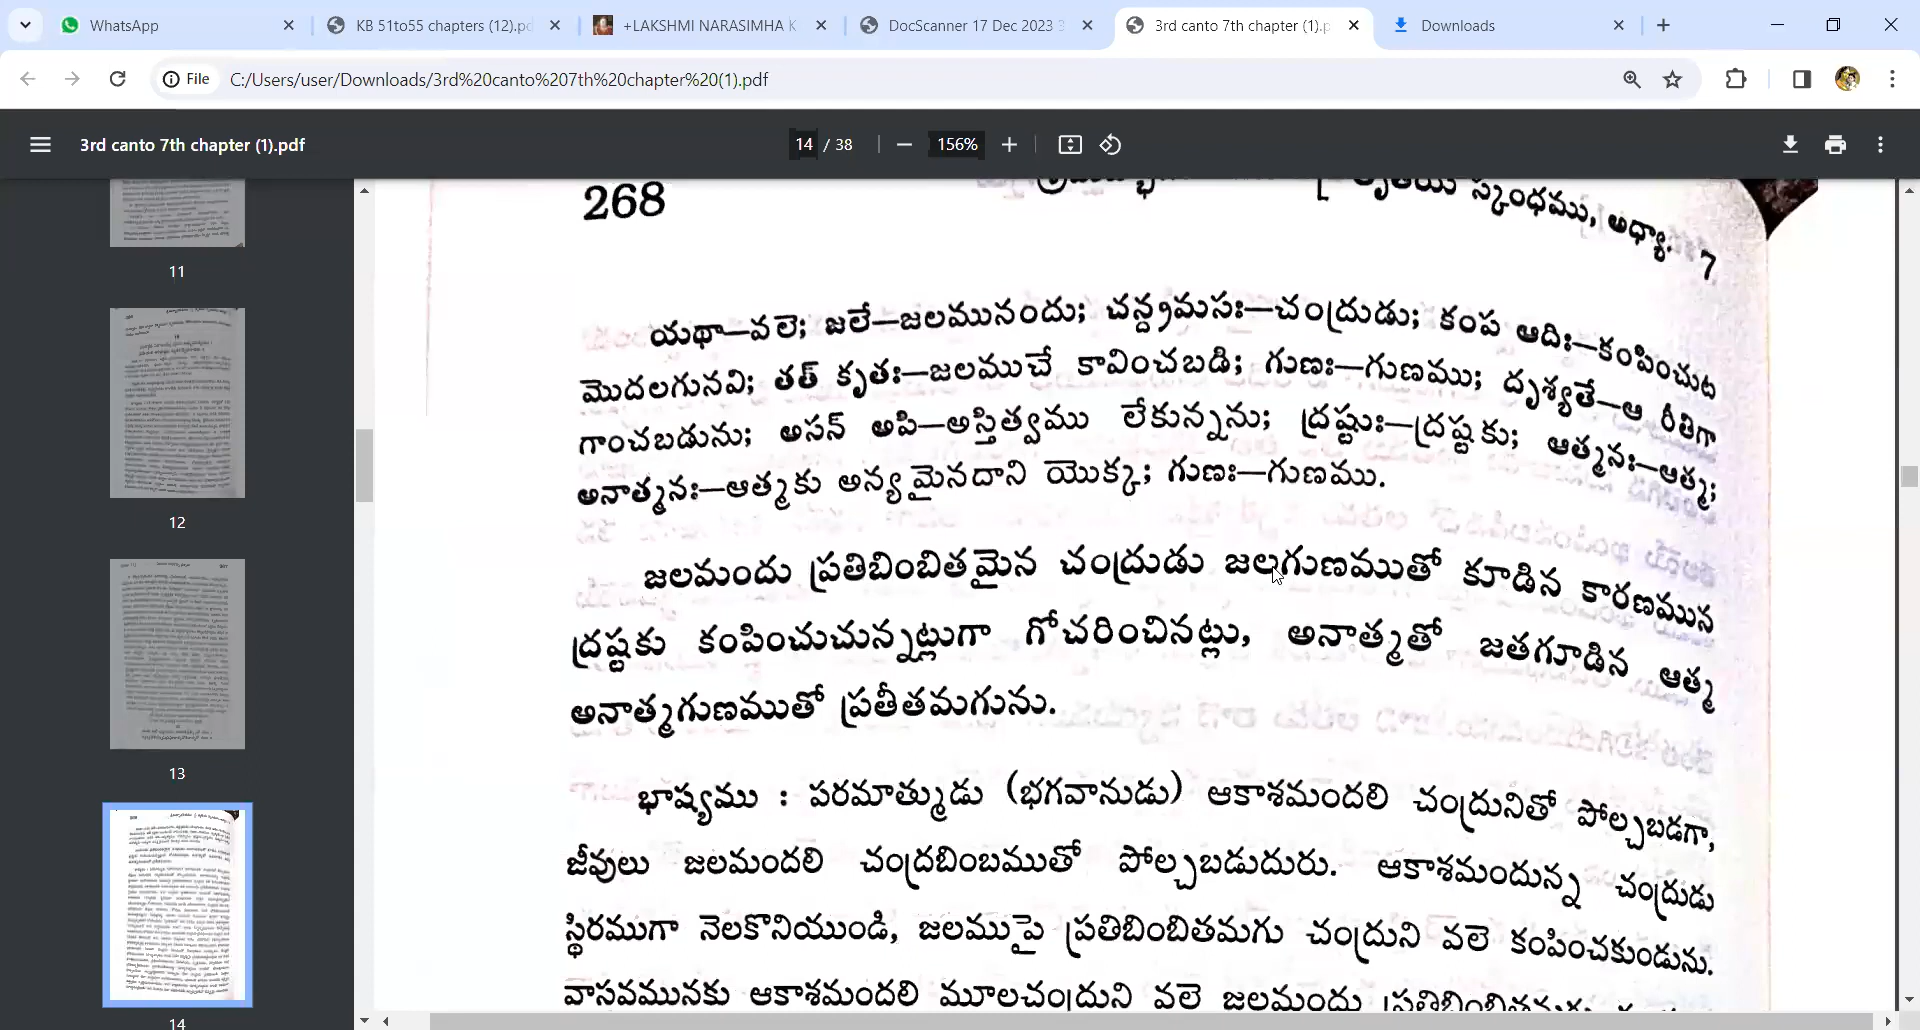 WhatsApp
KB 51to55 chapters (12).pd
+LAKSHMI NARASIMHA K
DocScanner 17 Dec 2023 3
3rd canto 7th chapter (1).p
Downloads
File
C:/Users/user/Downloads/3rd%20canto%207th%20chapter%20(1).pdf
3rd canto 7th chapter (1).pdf
14 / 38
156%
11
12
13
14
268
తృతీయ స్కంధము, అధ్యా. 7
యథా—వలె; జలే—జలమునందు; చన్ద్రమసః—చంద్రుడు; కంప ఆదిః—కంపించుట
మొదలగునవి; తత్ కృతః—జలముచే కావించబడి; గుణః—గుణము; దృశ్యతే—ఆ రీతిగా
గాంచబడును; అసన్ అపి—అస్తిత్వము లేకున్నను; ద్రష్టుః—ద్రష్టకు; ఆత్మనః—ఆత్మ;
అనాత్మనః—ఆత్మకు అన్యమైనదాని యొక్క; గుణః—గుణము.
జలమందు ప్రతిబింబితమైన చంద్రుడు జలగుణముతో కూడిన కారణమున
ద్రష్టకు కంపించుచున్నట్లుగా గోచరించినట్లు, అనాత్మతో జతగూడిన ఆత్మ
అనాత్మగుణముతో ప్రతీతమగును.
భాష్యము : పరమాత్ముడు (భగవానుడు) ఆకాశమందలి చంద్రునితో పోల్చబడగా,
జీవులు జలమందలి చంద్రబింబముతో పోల్చబడుదురు. ఆకాశమందున్న చంద్రుడు
స్థిరముగా నెలకొనియుండి, జలముపై ప్రతిబింబితమగు చంద్రుని వలె కంపించకుండును.
వాస్తవమునకు ఆకాశమందలి మూలచంద్రుని వలె జలమందు